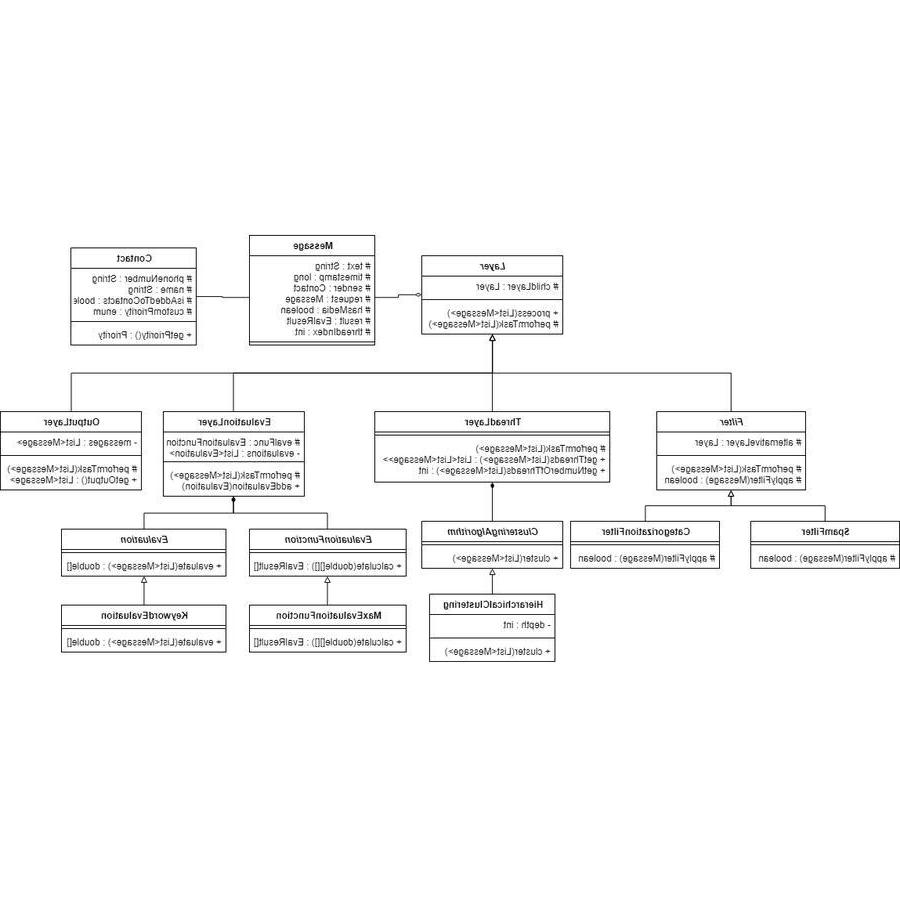 Layer
# childLayer : Layer
+ process(List<Message>)
# performTask(List<Message>)
Message
# text : String
# timestamp : long
# sender : Contact
# request : Message
# hasMedia : boolean
# result : EvalResult
# threadIndex : int
Contact
# phoneNumber : String
# name : String
# isAddedToContacts : boole
# customPriority : enum
+ getPriority() : Priority
Filter
# alternativeLayer : Layer
# performTask(List<Message>)
# applyFilter(Message) : boolean
ThreadLayer
# performTask(List<Message>)
+ getThreads(List<Message>) : List<List<Message>>
+ getNumberOfThreads(List<Message>) : int
EvaluationLayer
# evalFunc : EvaluationFunction
- evaluations : List<Evaluation>
# performTask(List<Message>)
+ addEvaluation(Evaluation)
OutputLayer
- messages : List<Message>
# performTask(List<Message>)
+ getOutput() : List<Message>
SpamFilter
# applyFilter(Message) : boolean
CategorizationFilter
# applyFilter(Message) : boolean
ClusteringAlgorithm
+ cluster(List<Message>)
EvaluationFunction
+ calculate(double[][]) : EvalResult[]
Evaluation
+ evaluate(List<Message>) : double[]
HierarchicalClustering
- depth : int
+ cluster(List<Message>)
MaxEvaluationFunction
+ calculate(double[][]) : EvalResult[]
KeywordEvaluation
+ evaluate(List<Message>) : double[]